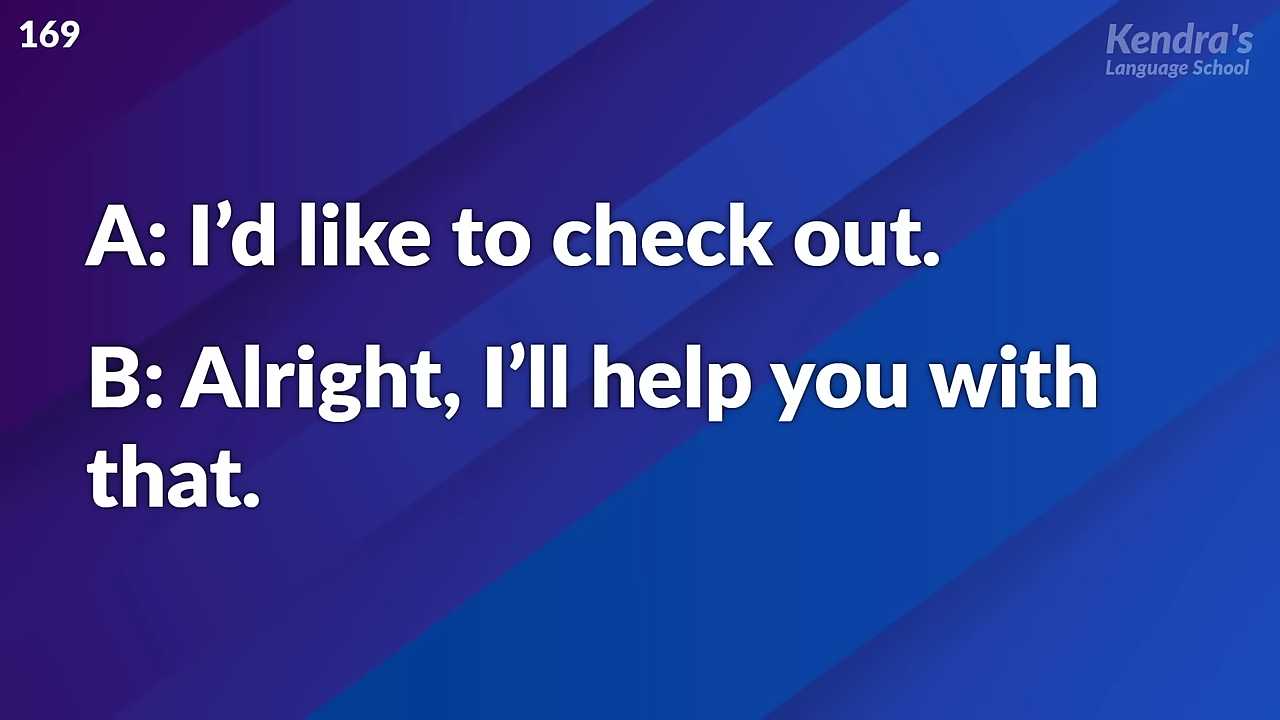 169
Kendra's
Language School
A: I’d like to check out.
B: Alright, I’ll help you with
that.